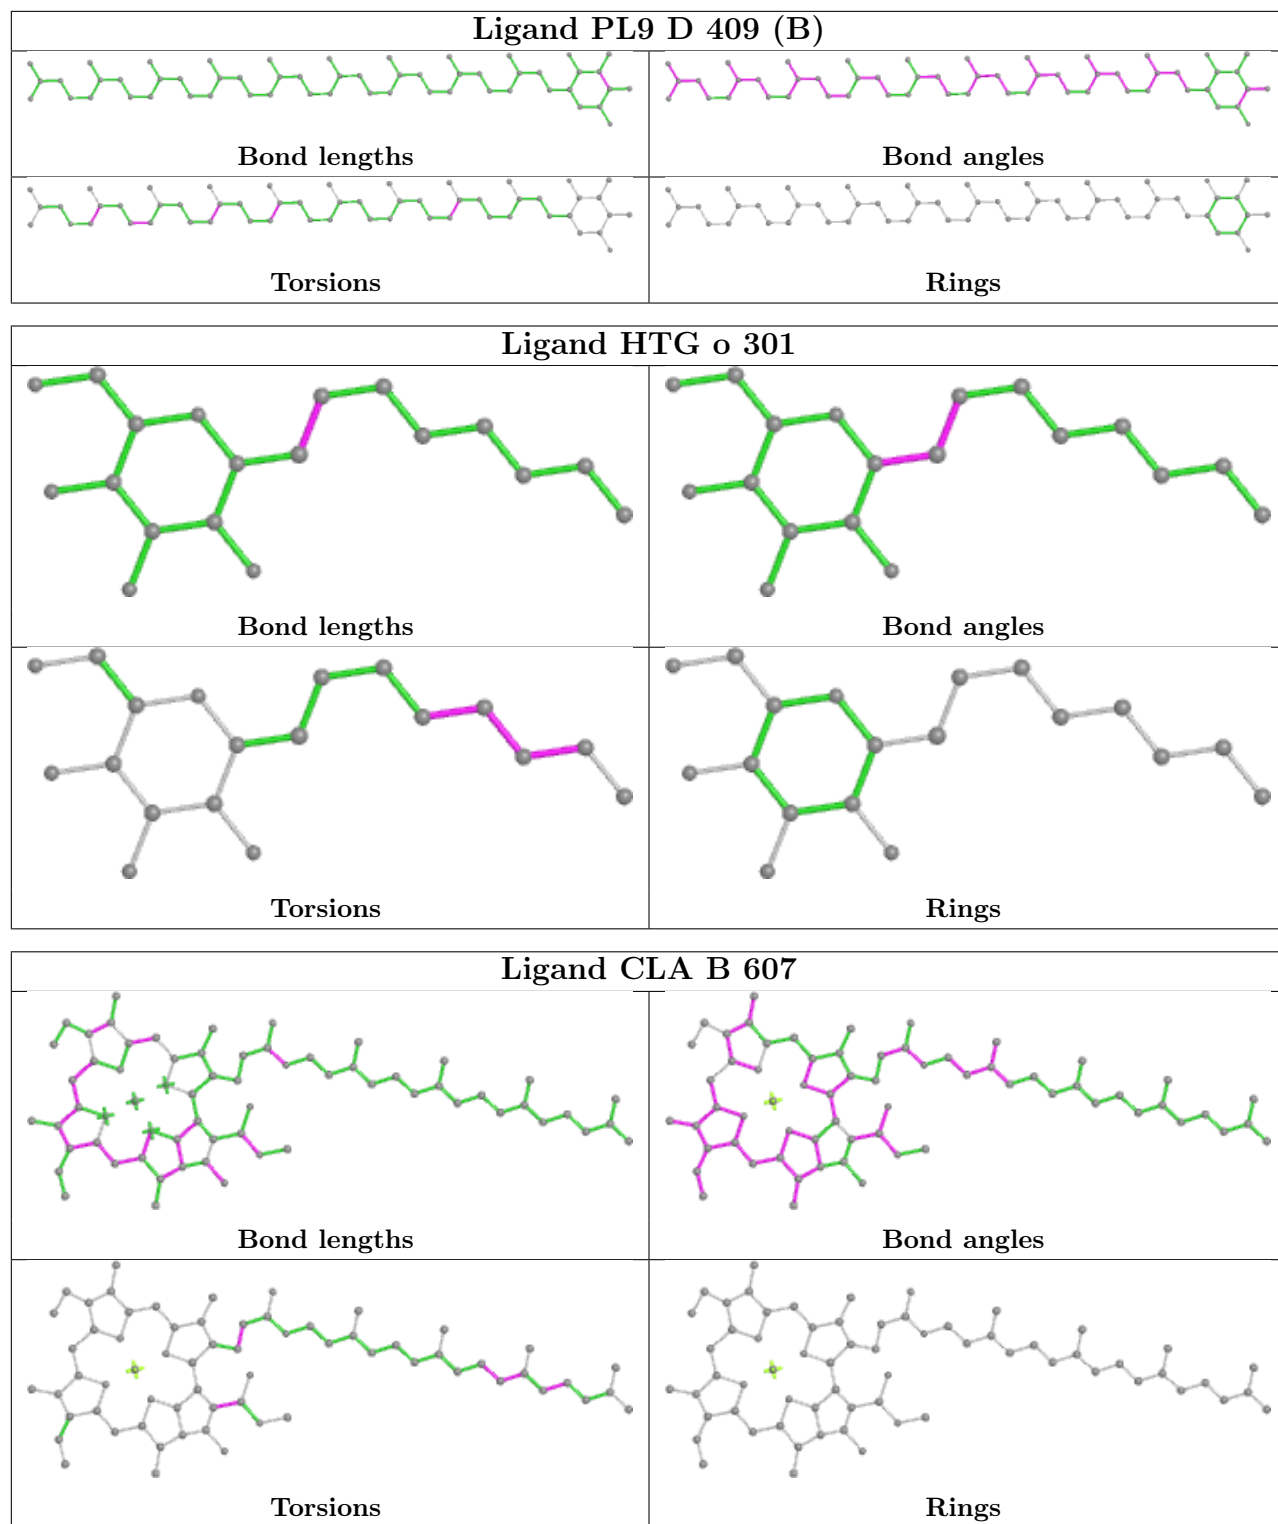 Ligand PL9 D 409 (B)
Bond lengths
Bond angles
Torsions
Rings
Ligand HTG o 301
Bond lengths
Bond angles
Torsions
Rings
Ligand CLA B 607
Bond lengths
Bond angles
Torsions
Rings